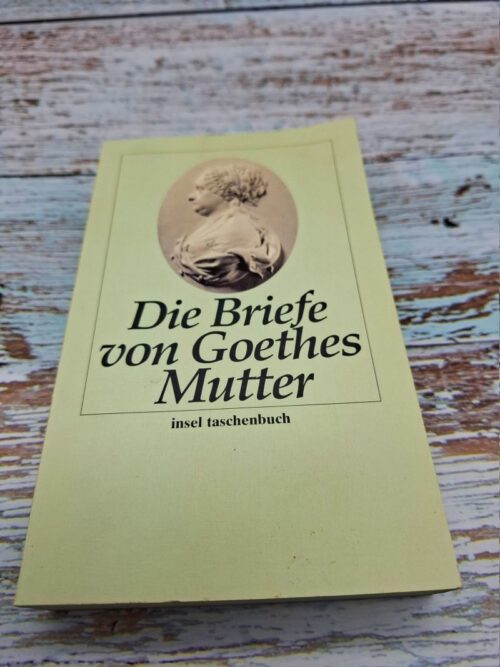 Die Briefe
von Goethes
Mutter
insel taschenbuch